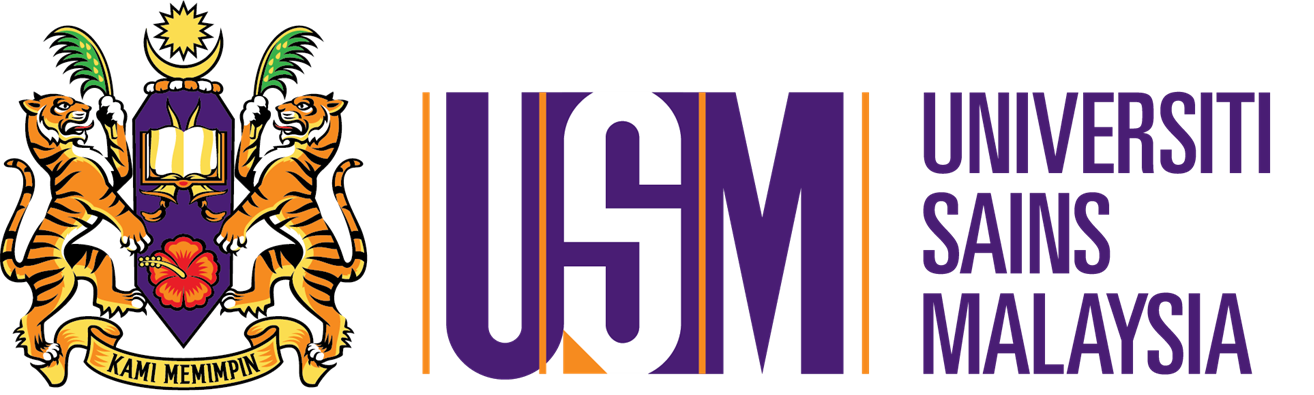 KAMI MEMIMPIN
USM
UNIVERSITI
SAINS
MALAYSIA